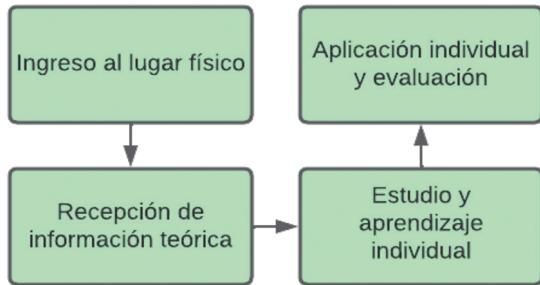 Ingreso al lugar físico
Recepción de
información teórica
Estudio y
aprendizaje
individual
Aplicación individual
y evaluación